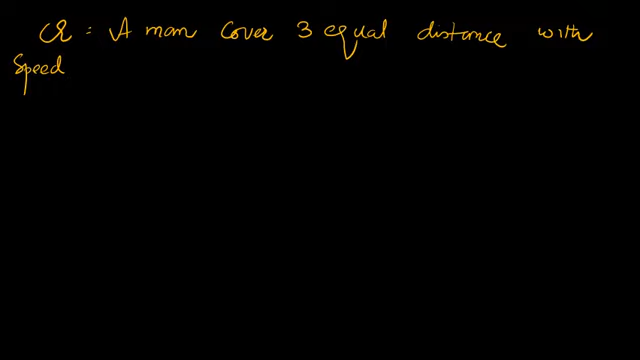 Q = A man cover 3 equal distance with
speed